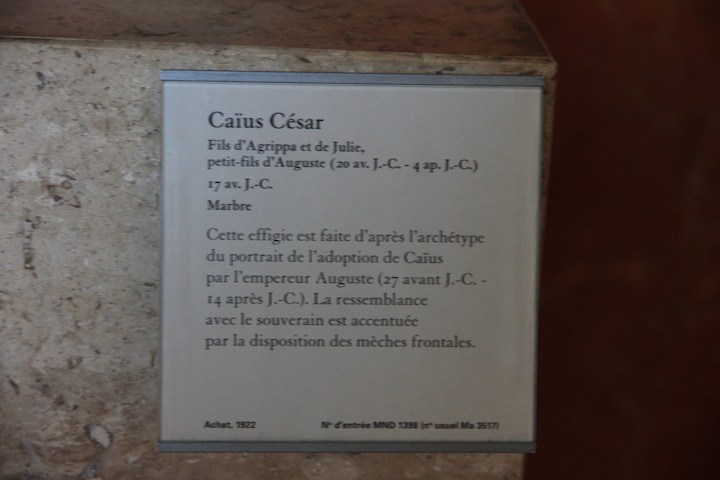 Caïus César
Fils d'Agrippa et de Julie,
petit-fils d'Auguste (20 av. J.-C. - 4 ap. J.-C.)
17 av. J.-C.
Marbre
Cette effigie est faite d'après l'archétype
du portrait de l'adoption de Caïus
par l'empereur Auguste (27 avant J.-C. -
14 après J.-C.). La ressemblance
avec le souverain est accentuée
par la disposition des mèches frontales.
Achat, 1922 N° d'entrée MND 1398 (n° usuel Ma 3517)